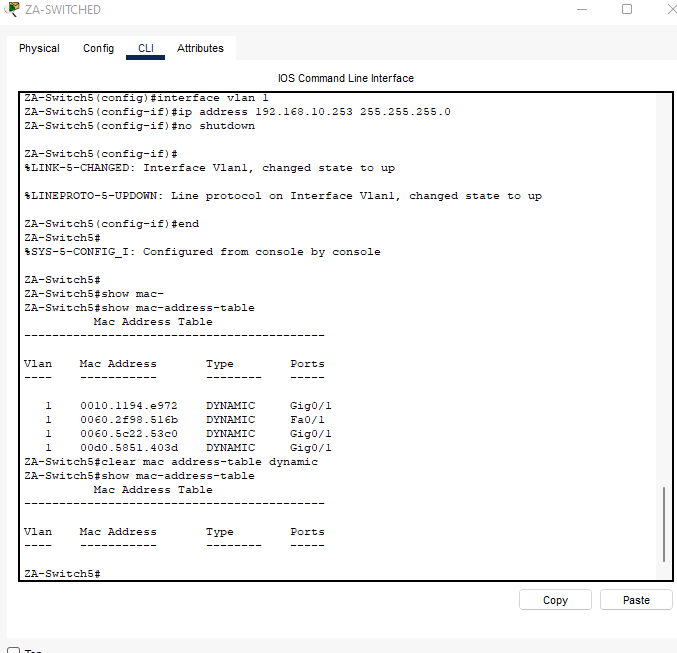 ZA-SWITCHED
Physical Config CLI Attributes
IOS Command Line Interface
ZA-Switch5(config)#interface vlan 1
ZA-Switch5(config-if)#ip address 192.168.10.253 255.255.255.0
ZA-Switch5(config-if)#no shutdown
ZA-Switch5(config-if)#
%LINK-5-CHANGED: Interface Vlan1, changed state to up
%LINEPROTO-5-UPDOWN: Line protocol on Interface Vlan1, changed state to up
ZA-Switch5(config-if)#end
ZA-Switch5#
%SYS-5-CONFIG_I: Configured from console by console
ZA-Switch5#
ZA-Switch5#show mac-
ZA-Switch5#show mac-address-table
Mac Address Table
-------------------------------------------
Vlan Mac Address Type Ports
---- ----------- -------- -----
1 0010.1194.e972 DYNAMIC Gig0/1
1 0060.2f98.516b DYNAMIC Fa0/1
1 0060.5c22.53c0 DYNAMIC Gig0/1
1 00d0.5851.403d DYNAMIC Gig0/1
ZA-Switch5#clear mac address-table dynamic
ZA-Switch5#show mac-address-table
Mac Address Table
-------------------------------------------
Vlan Mac Address Type Ports
---- ----------- -------- -----
ZA-Switch5#
Copy Paste